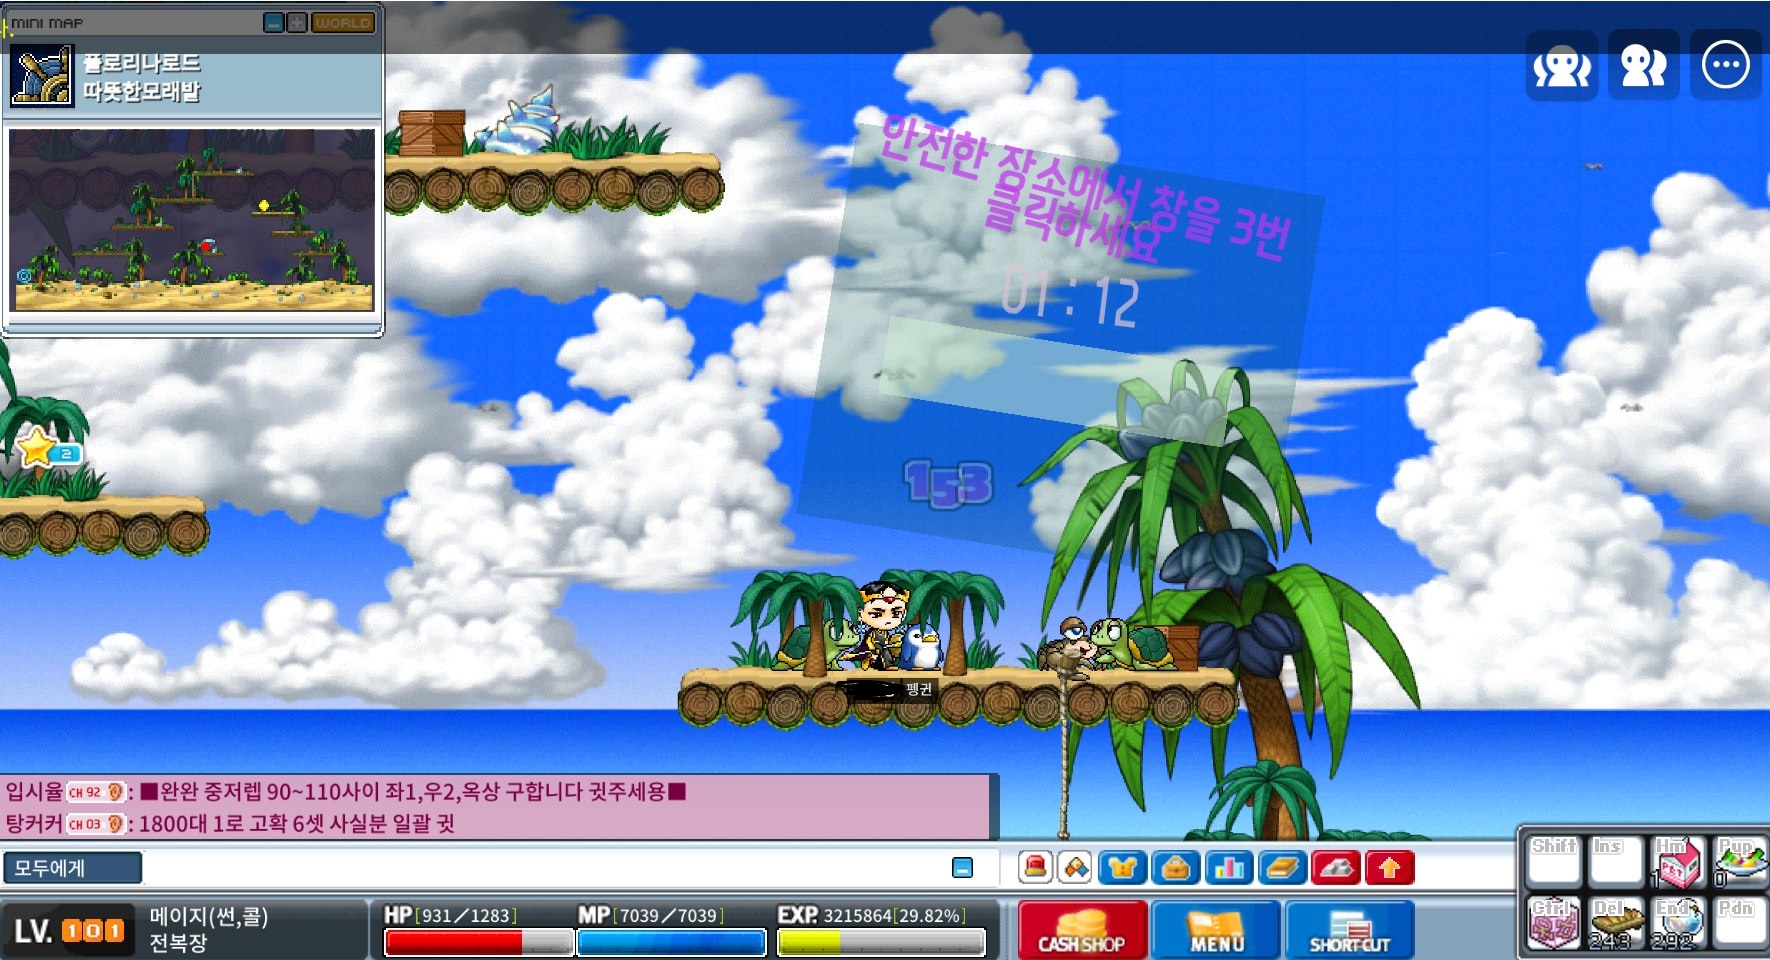 MINI MAP
WORLD
플로리나로드
따뜻한모래밭
안전한 장소에서 창을 3번
클릭하세요
01:12
2
153
펭귄
입시율 CH 92 : ■완완 중저렙 90~110사이 좌1,우2,옥상 구합니다 귓주세용■
탕커커 CH 03 : 1800대 1로 고확 6셋 사실분 일괄 귓
모두에게
LV. 101
메이지(썬,콜)
전복장
HP[931/1283]
MP[7039/7039]
EXP. 3215864[29.82%]
CASH SHOP
MENU
SHORT CUT
Shift
Ins
Hm
Pup
1
0
Ctrl
Del
End
Pdn
243
292